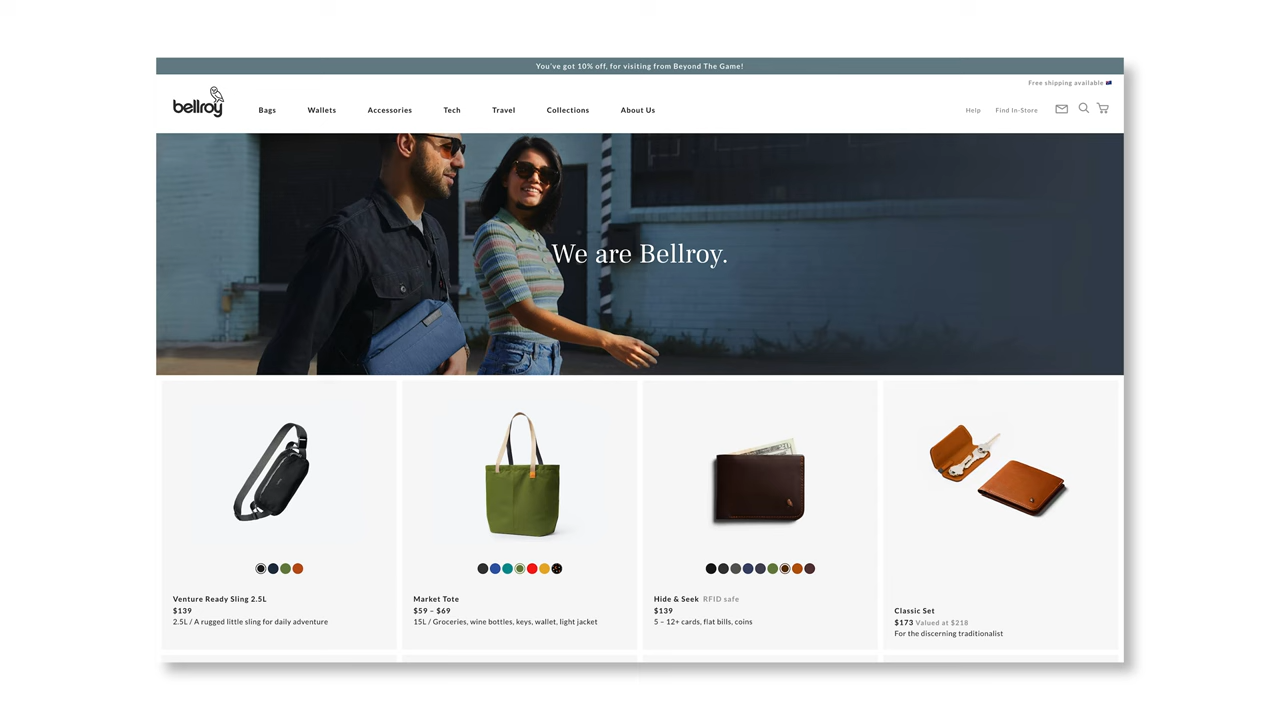 You've got 10% off, for visiting from Beyond The Game!
Free shipping available
bellroy
Bags Wallets Accessories Tech Travel Collections About Us Help Find In-Store
We are Bellroy.
Venture Ready Sling 2.5L
$139
2.5L / A rugged little sling for daily adventure
Market Tote
$59 – $69
15L / Groceries, wine bottles, keys, wallet, light jacket
Hide & Seek RFID safe
$139
5 – 12+ cards, flat bills, coins
Classic Set
$173 Valued at $218
For the discerning traditionalist